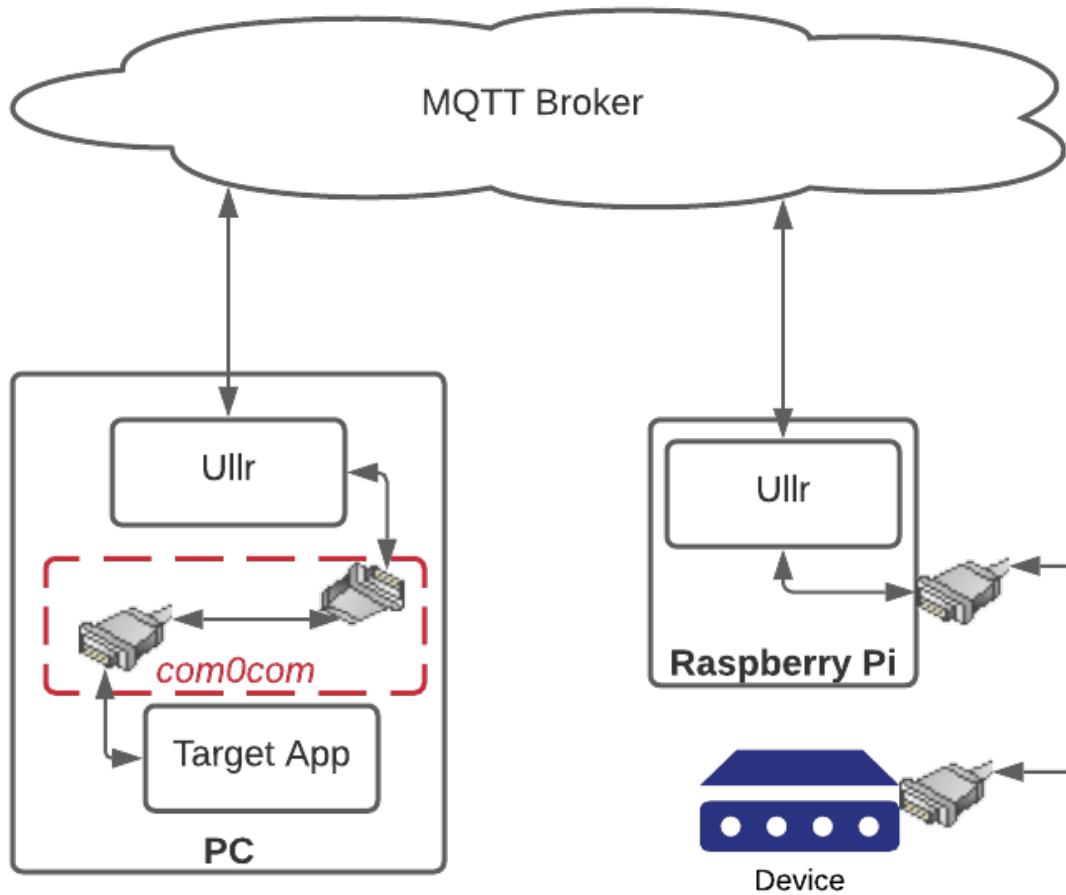 MQTT Broker
Ullr
com0com
Target App
PC
Ullr
Raspberry Pi
Device